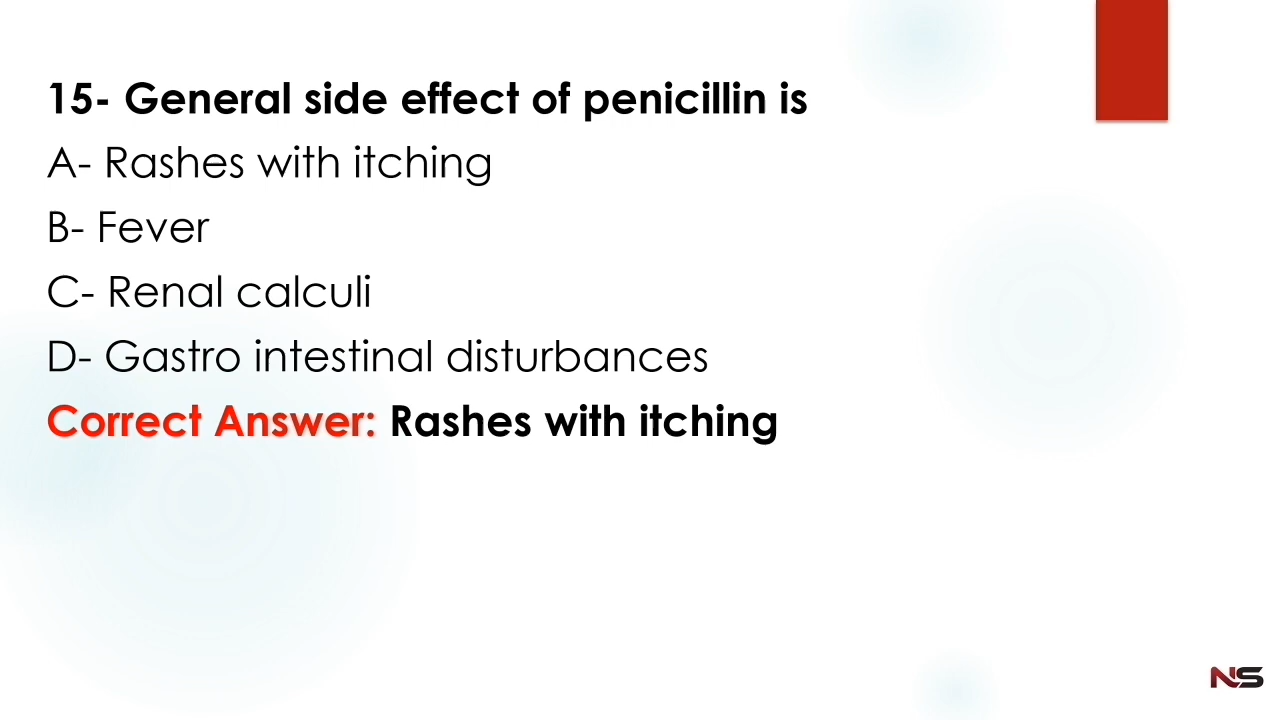 15- General side effect of penicillin is
A- Rashes with itching
B- Fever
C- Renal calculi
D- Gastro intestinal disturbances
Correct Answer: Rashes with itching
NS